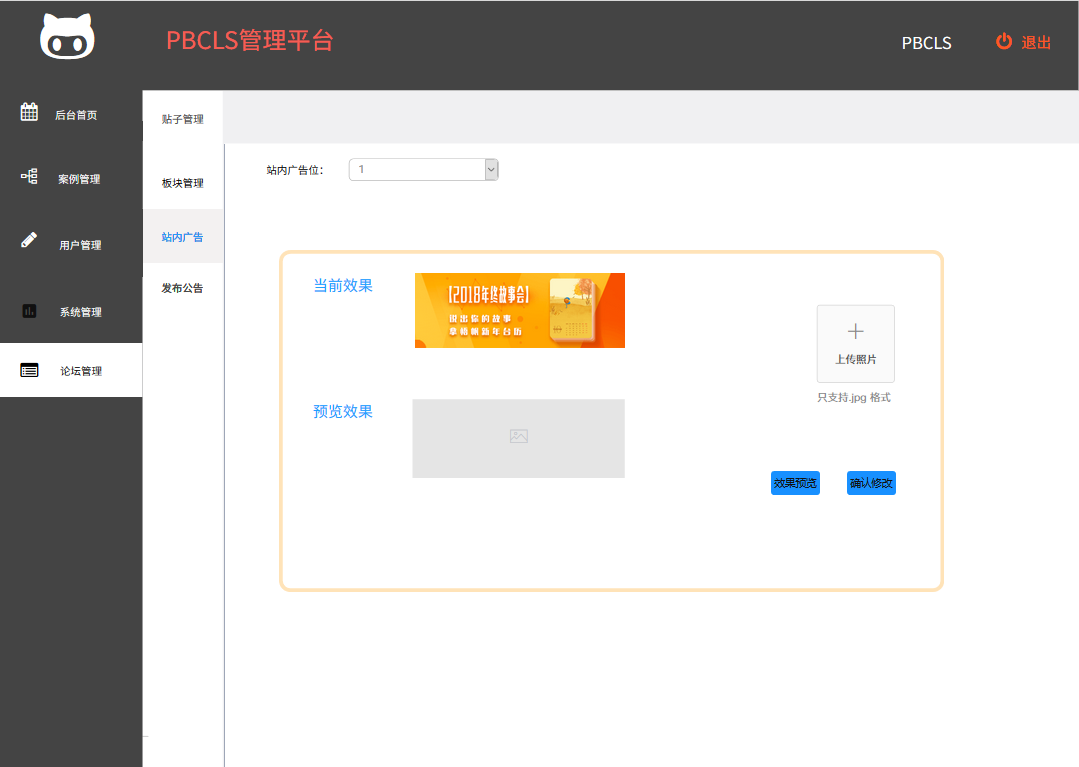 PBCLS管理平台
PBCLS
退出
后台首页
案例管理
用户管理
系统管理
论坛管理
贴子管理
板块管理
站内广告
发布公告
站内广告位：
1
当前效果
【2018年终故事会】
说出你的故事
拿梅帆新年台历
上传照片
只支持.jpg 格式
预览效果
效果预览
确认修改